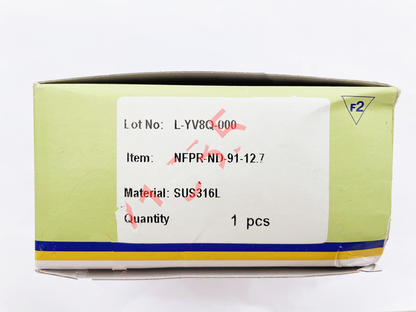 F2
Lot No: L-YV8Q-000
Item: NFPR-ND-91-12.7
Material: SUS316L
Quantity 1 pcs